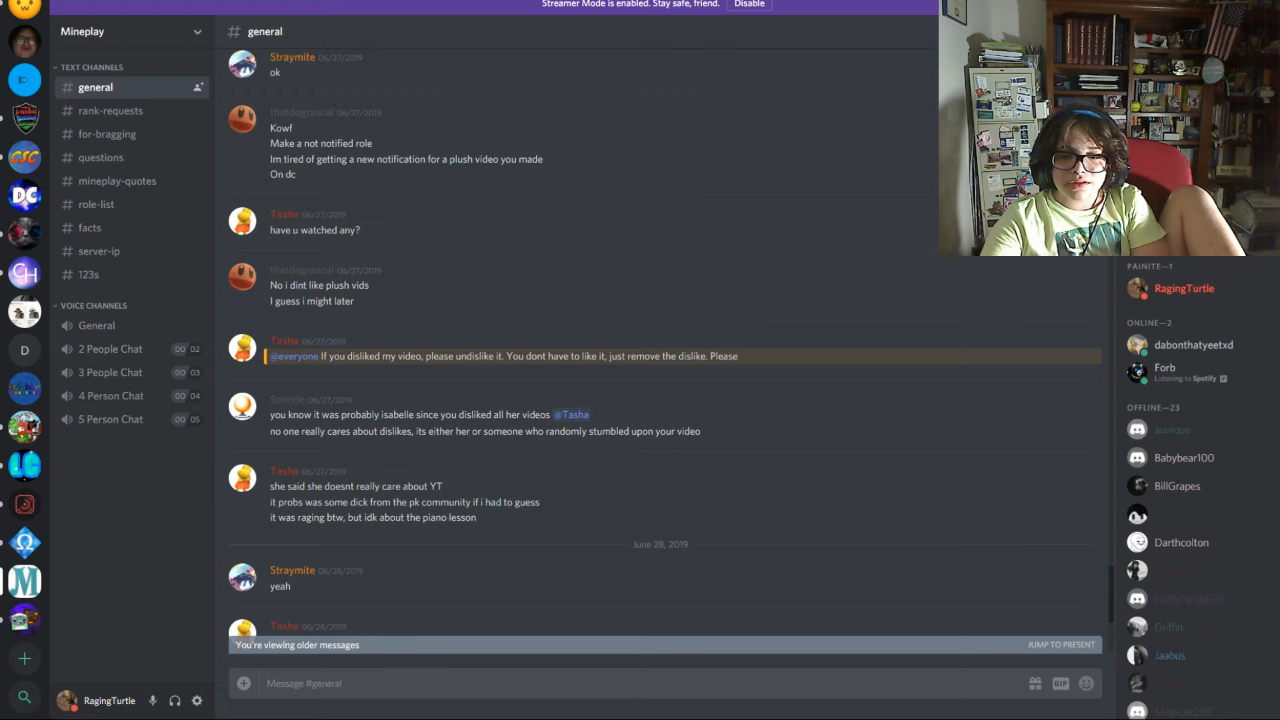 Streamer Mode is enabled. Stay safe, friend.
Disable
Mineplay
# general
TEXT CHANNELS
# general
# rank-requests
# for-bragging
# questions
# mineplay-quotes
# role-list
# facts
# server-ip
# 123s
VOICE CHANNELS
General
2 People Chat 00 02
3 People Chat 00 03
4 Person Chat 00 04
5 Person Chat 00 05
RagingTurtle
Straymite 06/27/2019
ok
thatdograscal 06/27/2019
Kowf
Make a not notified role
Im tired of getting a new notification for a plush video you made
On dc
Tasha 06/27/2019
have u watched any?
thatdograscal 06/27/2019
No i dint like plush vids
I guess i might later
Tasha 06/27/2019
@everyone If you disliked my video, please undislike it. You dont have to like it, just remove the dislike. Please
Sporcle 06/27/2019
you know it was probably isabelle since you disliked all her videos @Tasha
no one really cares about dislikes, its either her or someone who randomly stumbled upon your video
Tasha 06/27/2019
she said she doesnt really care about YT
it probs was some dick from the pk community if i had to guess
it was raging btw, but idk about the piano lesson
June 28, 2019
Straymite 06/28/2019
yeah
Tasha 06/28/2019
You're viewing older messages
JUMP TO PRESENT
Message #general
GIF
PAINITE—1
RagingTurtle
ONLINE—2
dabonthatyeetxd
Forb
Listening to Spotify
OFFLINE—23
aunique
Babybear100
BillGrapes
Darthcolton
FluffyPanda576
Griffin
Jaabus
Magicak205
DC
CSC
CH
D
M